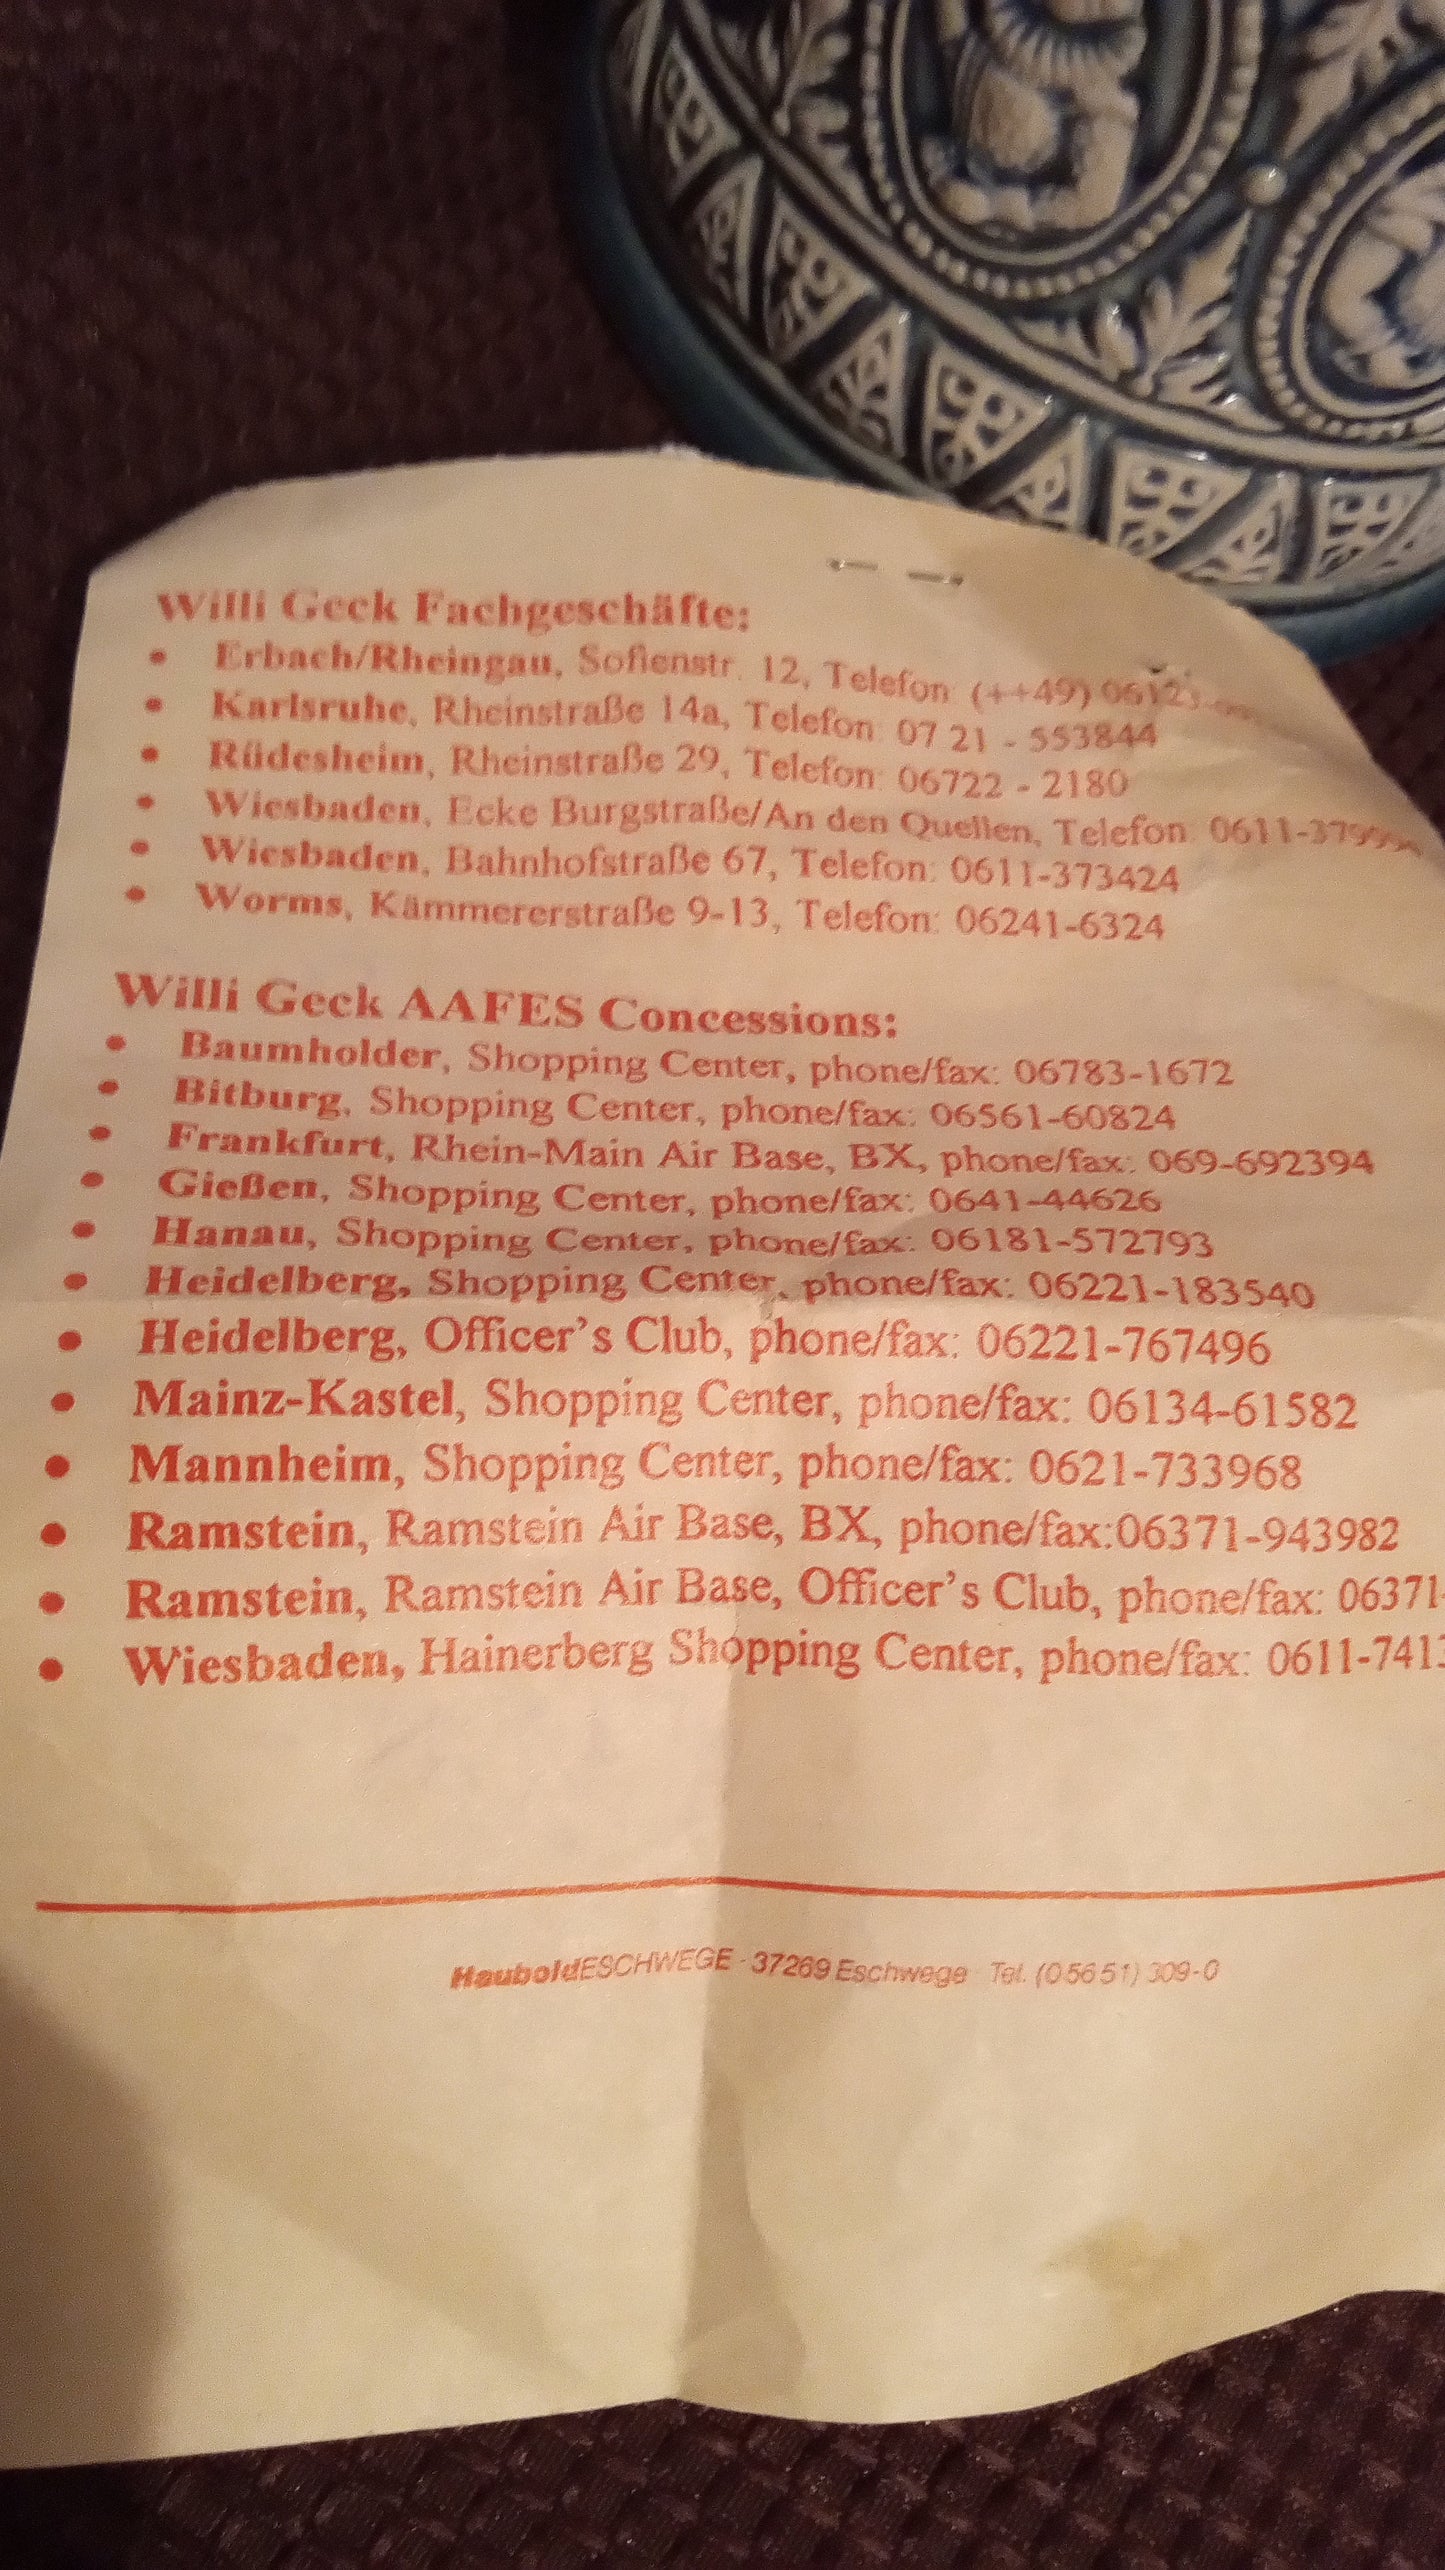 Willi Geck Fachgeschäfte:
• Erbach/Rheingau, Sofienstr. 12, Telefon: (++49) 06123
• Karlsruhe, Rheinstraße 14a, Telefon: 07 21 - 553844
• Rüdesheim, Rheinstraße 29, Telefon: 06722 - 2180
• Wiesbaden, Ecke Burgstraße/An den Quellen, Telefon:
• Wiesbaden, Bahnhofstraße 67, Telefon: 0611-373424
• Worms, Kämmererstraße 9-13, Telefon: 06241-6324
Willi Geck AAFES Concessions:
• Baumholder, Shopping Center, phone/fax: 06783-1672
• Bitburg, Shopping Center, phone/fax: 06561-60824
• Frankfurt, Rhein-Main Air Base, BX, phone/fax: 069-692394
• Gießen, Shopping Center, phone/fax: 0641-44626
• Hanau, Shopping Center, phone/fax: 06181-572793
• Heidelberg, Shopping Center, phone/fax: 06221-183540
• Heidelberg, Officer's Club, phone/fax: 06221-767496
• Mainz-Kastel, Shopping Center, phone/fax: 06134-61582
• Mannheim, Shopping Center, phone/fax: 0621-733968
• Ramstein, Ramstein Air Base, BX, phone/fax:06371-943982
• Ramstein, Ramstein Air Base, Officer's Club, phone/fax: 06371-
• Wiesbaden, Hainerberg Shopping Center, phone/fax: 0611-741
HauboldESCHWEGE - 37269 Eschwege Tel. (0 56 51) 309-0